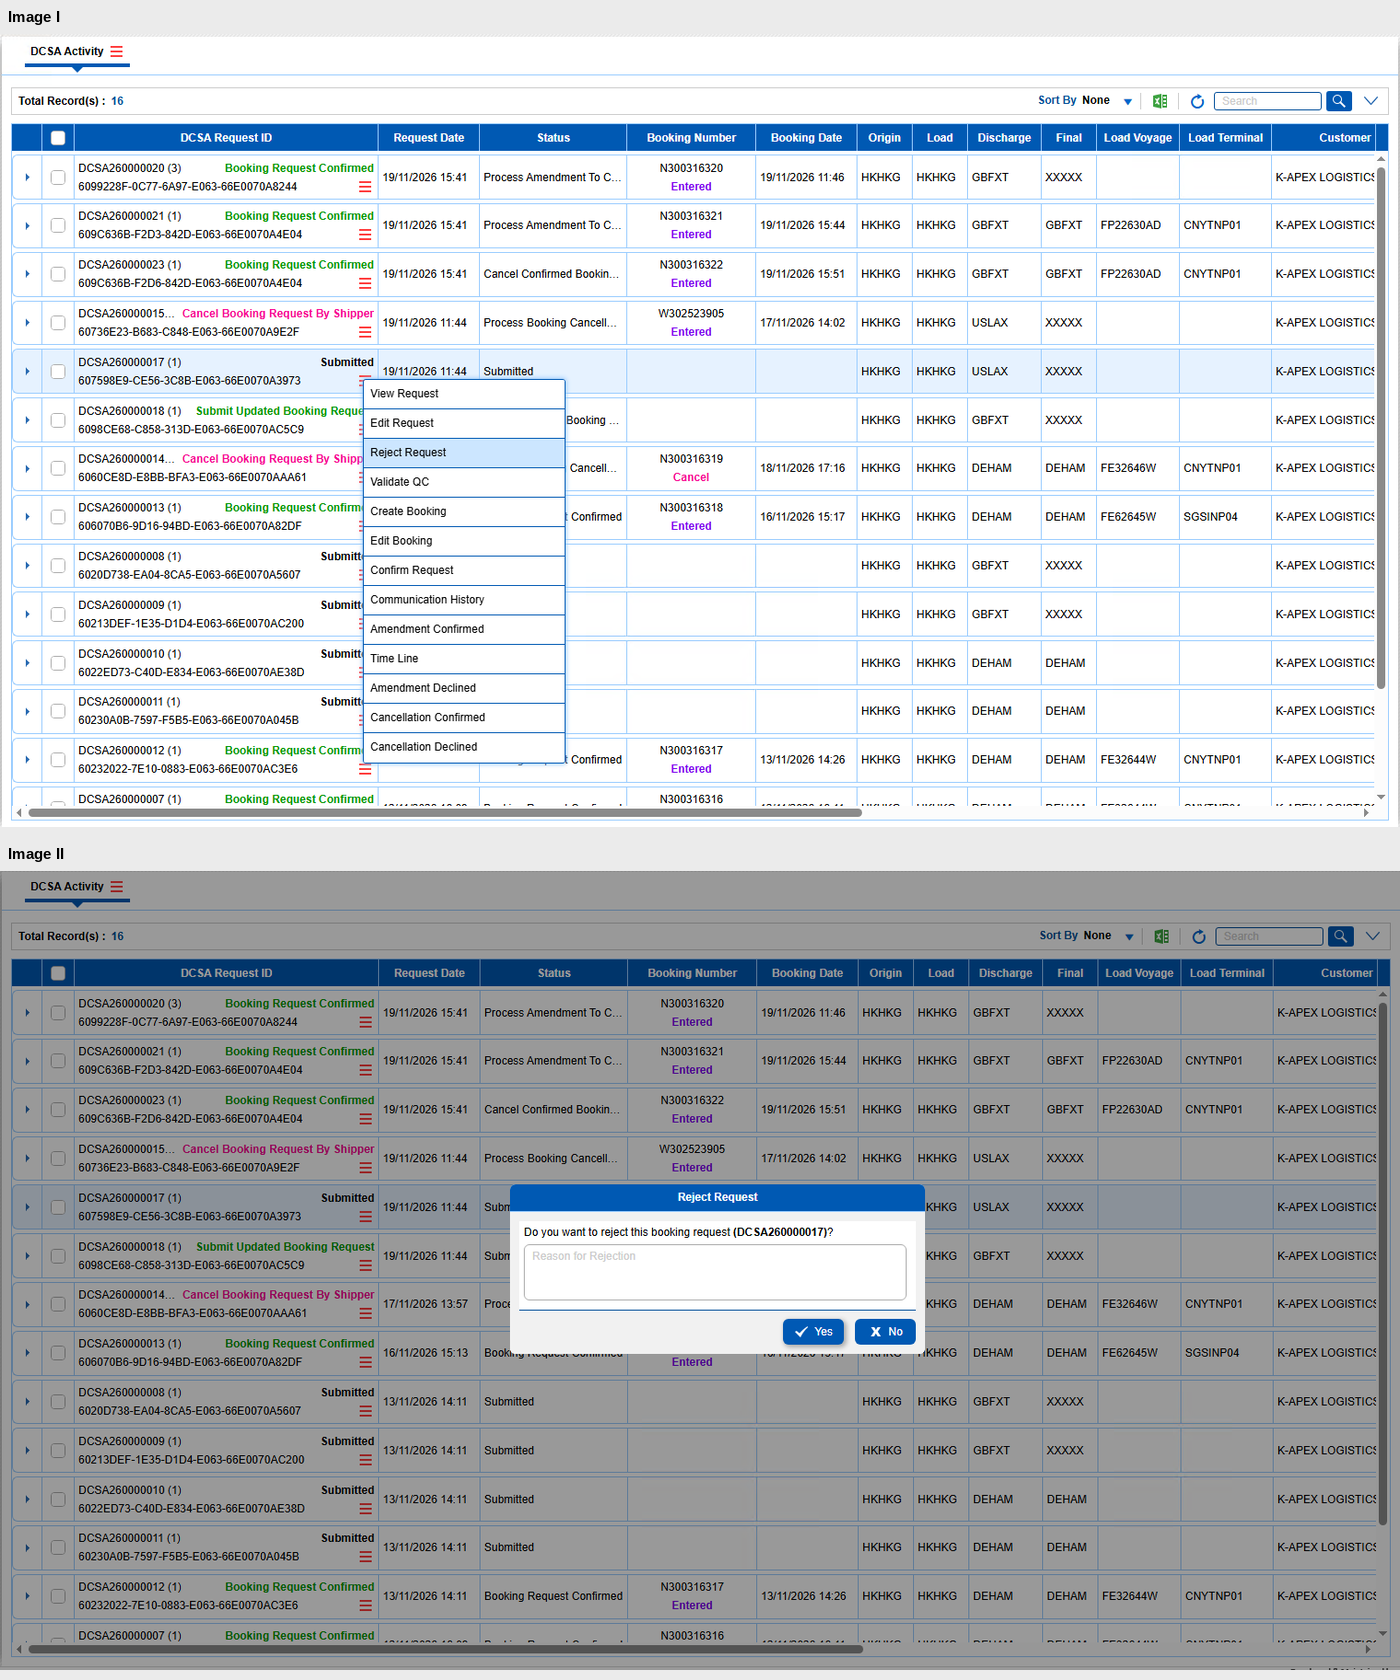 Image I
DCSA Activity
Total Record(s) : 16 Sort By None Search
DCSA Request ID Request Date Status Booking Number Booking Date Origin Load Discharge Final Load Voyage Load Terminal Customer
DCSA260000020 (3) Booking Request Confirmed N300316320
6099228F-0C77-6A97-E063-66E0070A8244 19/11/2026 15:41 Process Amendment To C... Entered 19/11/2026 11:46 HKHKG HKHKG GBFXT XXXXX K-APEX LOGISTICS
DCSA260000021 (1) Booking Request Confirmed N300316321
609C636B-F2D3-842D-E063-66E0070A4E04 19/11/2026 15:41 Process Amendment To C... Entered 19/11/2026 15:44 HKHKG HKHKG GBFXT GBFXT FP22630AD CNYTNP01 K-APEX LOGISTICS
DCSA260000023 (1) Booking Request Confirmed N300316322
609C636B-F2D6-842D-E063-66E0070A4E04 19/11/2026 15:41 Cancel Confirmed Bookin... Entered 19/11/2026 15:51 HKHKG HKHKG GBFXT GBFXT FP22630AD CNYTNP01 K-APEX LOGISTICS
DCSA260000015... Cancel Booking Request By Shipper W302523905
60736E23-B683-C848-E063-66E0070A9E2F 19/11/2026 11:44 Process Booking Cancell... Entered 17/11/2026 14:02 HKHKG HKHKG USLAX XXXXX K-APEX LOGISTICS
DCSA260000017 (1) Submitted
607598E9-CE56-3C8B-E063-66E0070A3973 19/11/2026 11:44 Submitted HKHKG HKHKG USLAX XXXXX K-APEX LOGISTICS
DCSA260000018 (1) Submit Updated Booking Reque
6098CE68-C858-313D-E063-66E0070AC5C9 Booking ... HKHKG HKHKG GBFXT XXXXX K-APEX LOGISTICS
DCSA260000014... Cancel Booking Request By Shipp N300316319
6060CE8D-E8BB-BFA3-E063-66E0070AAA61 Cancell... Cancel 18/11/2026 17:16 HKHKG HKHKG DEHAM DEHAM FE32646W CNYTNP01 K-APEX LOGISTICS
DCSA260000013 (1) Booking Request Confirm N300316318
606070B6-9D16-94BD-E063-66E0070A82DF Confirmed Entered 16/11/2026 15:17 HKHKG HKHKG DEHAM DEHAM FE62645W SGSINP04 K-APEX LOGISTICS
DCSA260000008 (1) Submitt
6020D738-EA04-8CA5-E063-66E0070A5607 HKHKG HKHKG GBFXT XXXXX K-APEX LOGISTICS
DCSA260000009 (1) Submitt
60213DEF-1E35-D1D4-E063-66E0070AC200 HKHKG HKHKG GBFXT XXXXX K-APEX LOGISTICS
DCSA260000010 (1) Submitt
6022ED73-C40D-E834-E063-66E0070AE38D HKHKG HKHKG DEHAM DEHAM K-APEX LOGISTICS
DCSA260000011 (1) Submitt
60230A0B-7597-F5B5-E063-66E0070A045B HKHKG HKHKG DEHAM DEHAM K-APEX LOGISTICS
DCSA260000012 (1) Booking Request Confirm N300316317
60232022-7E10-0883-E063-66E0070AC3E6 Confirmed Entered 13/11/2026 14:26 HKHKG HKHKG DEHAM DEHAM FE32644W CNYTNP01 K-APEX LOGISTICS
DCSA260000007 (1) Booking Request Confirmed N300316316
View Request
Edit Request
Reject Request
Validate QC
Create Booking
Edit Booking
Confirm Request
Communication History
Amendment Confirmed
Time Line
Amendment Declined
Cancellation Confirmed
Cancellation Declined
Image II
DCSA Activity
Total Record(s) : 16 Sort By None Search
DCSA Request ID Request Date Status Booking Number Booking Date Origin Load Discharge Final Load Voyage Load Terminal Customer
DCSA260000020 (3) Booking Request Confirmed N300316320
6099228F-0C77-6A97-E063-66E0070A8244 19/11/2026 15:41 Process Amendment To C... Entered 19/11/2026 11:46 HKHKG HKHKG GBFXT XXXXX K-APEX LOGISTICS
DCSA260000021 (1) Booking Request Confirmed N300316321
609C636B-F2D3-842D-E063-66E0070A4E04 19/11/2026 15:41 Process Amendment To C... Entered 19/11/2026 15:44 HKHKG HKHKG GBFXT GBFXT FP22630AD CNYTNP01 K-APEX LOGISTICS
DCSA260000023 (1) Booking Request Confirmed N300316322
609C636B-F2D6-842D-E063-66E0070A4E04 19/11/2026 15:41 Cancel Confirmed Bookin... Entered 19/11/2026 15:51 HKHKG HKHKG GBFXT GBFXT FP22630AD CNYTNP01 K-APEX LOGISTICS
DCSA260000015... Cancel Booking Request By Shipper W302523905
60736E23-B683-C848-E063-66E0070A9E2F 19/11/2026 11:44 Process Booking Cancell... Entered 17/11/2026 14:02 HKHKG HKHKG USLAX XXXXX K-APEX LOGISTICS
DCSA260000017 (1) Submitted
607598E9-CE56-3C8B-E063-66E0070A3973 19/11/2026 11:44 Subm KHKG USLAX XXXXX K-APEX LOGISTICS
DCSA260000018 (1) Submit Updated Booking Request
6098CE68-C858-313D-E063-66E0070AC5C9 19/11/2026 11:44 Subm KHKG GBFXT XXXXX K-APEX LOGISTICS
DCSA260000014... Cancel Booking Request By Shipper
6060CE8D-E8BB-BFA3-E063-66E0070AAA61 17/11/2026 13:57 Proce KHKG DEHAM DEHAM FE32646W CNYTNP01 K-APEX LOGISTICS
DCSA260000013 (1) Booking Request Confirmed
606070B6-9D16-94BD-E063-66E0070A82DF 16/11/2026 15:13 Booking Request Confirmed Entered 16/11/2026 15:17 HKHKG HKHKG DEHAM DEHAM FE62645W SGSINP04 K-APEX LOGISTICS
DCSA260000008 (1) Submitted
6020D738-EA04-8CA5-E063-66E0070A5607 13/11/2026 14:11 Submitted HKHKG HKHKG GBFXT XXXXX K-APEX LOGISTICS
DCSA260000009 (1) Submitted
60213DEF-1E35-D1D4-E063-66E0070AC200 13/11/2026 14:11 Submitted HKHKG HKHKG GBFXT XXXXX K-APEX LOGISTICS
DCSA260000010 (1) Submitted
6022ED73-C40D-E834-E063-66E0070AE38D 13/11/2026 14:11 Submitted HKHKG HKHKG DEHAM DEHAM K-APEX LOGISTICS
DCSA260000011 (1) Submitted
60230A0B-7597-F5B5-E063-66E0070A045B 13/11/2026 14:11 Submitted HKHKG HKHKG DEHAM DEHAM K-APEX LOGISTICS
DCSA260000012 (1) Booking Request Confirmed N300316317
60232022-7E10-0883-E063-66E0070AC3E6 13/11/2026 14:11 Booking Request Confirmed Entered 13/11/2026 14:26 HKHKG HKHKG DEHAM DEHAM FE32644W CNYTNP01 K-APEX LOGISTICS
DCSA260000007 (1) Booking Request Confirmed N300316316
Reject Request
Do you want to reject this booking request (DCSA260000017)?
Reason for Rejection
Yes No